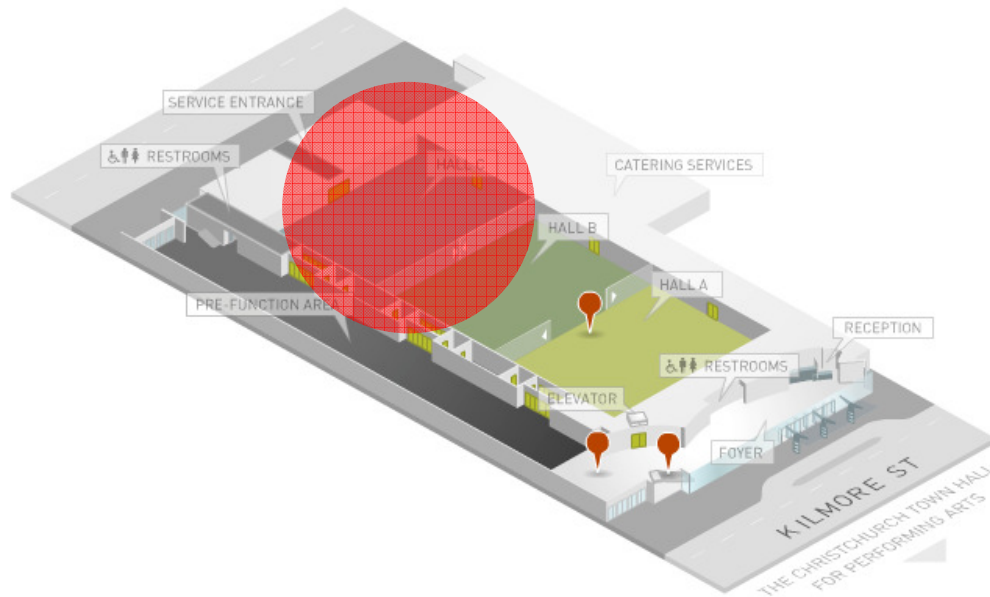 SERVICE ENTRANCE
RESTROOMS
HALL C
CATERING SERVICES
HALL B
HALL A
PRE-FUNCTION AREA
RECEPTION
RESTROOMS
ELEVATOR
FOYER
KILMORE ST
THE CHRISTCHURCH TOWN HALL
FOR PERFORMING ARTS